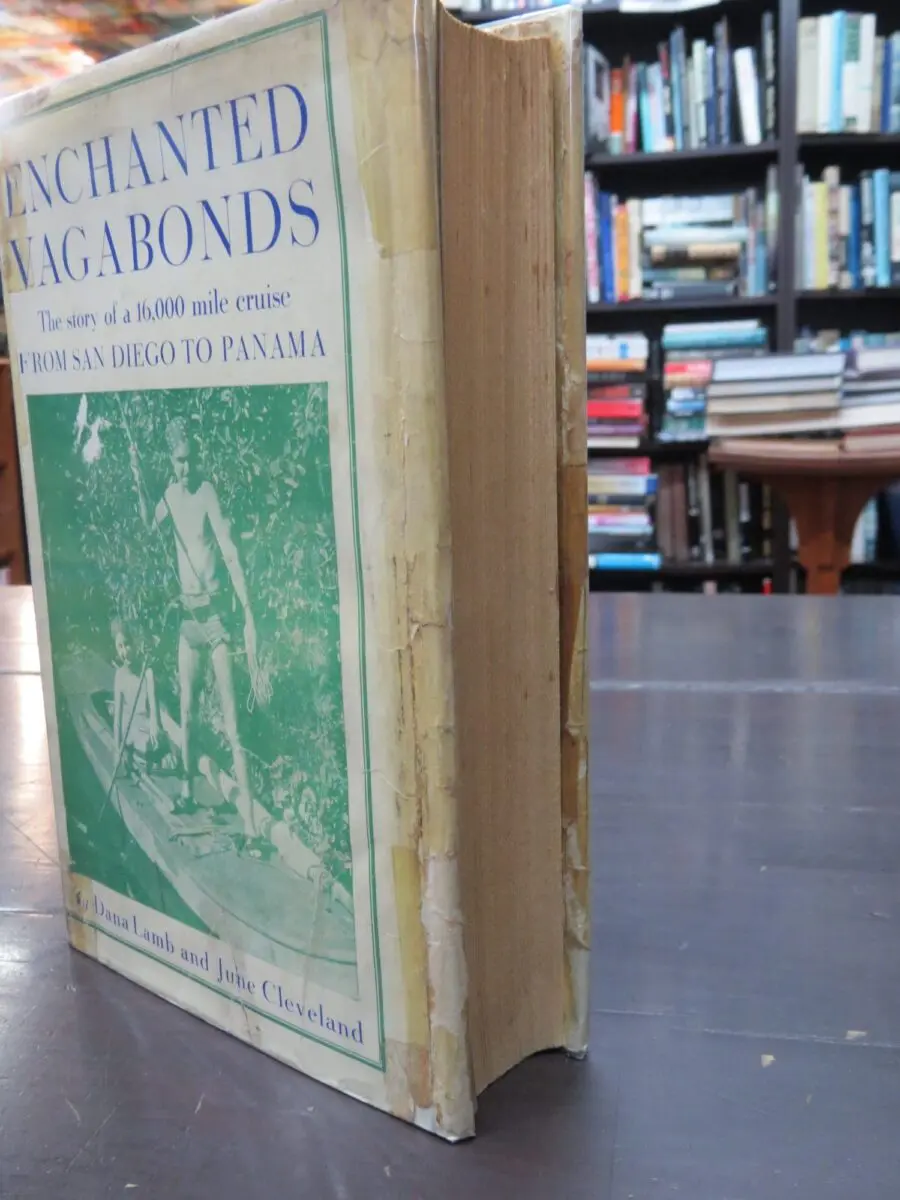 ENCHANTED
VAGABONDS
The story of a 16,000 mile cruise
FROM SAN DIEGO TO PANAMA
by Dana Lamb and June Cleveland